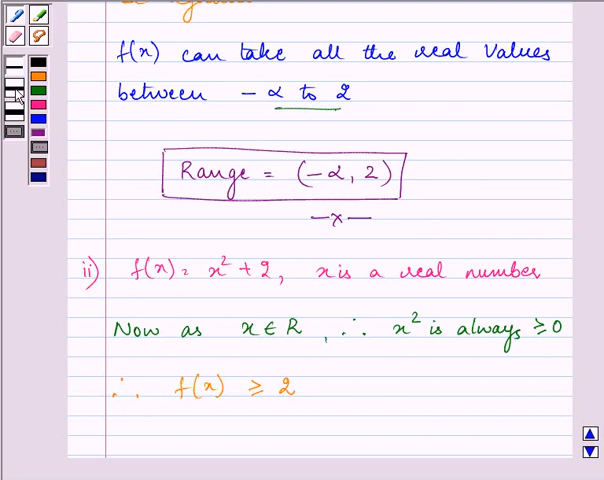 f(x) can take all the real values
between - α to 2
Range = (-α, 2)
—x—
ii) f(x) = x² + 2, x is a real number
Now as x ∈ R, ∴ x² is always ≥ 0
∴ f(x) ≥ 2